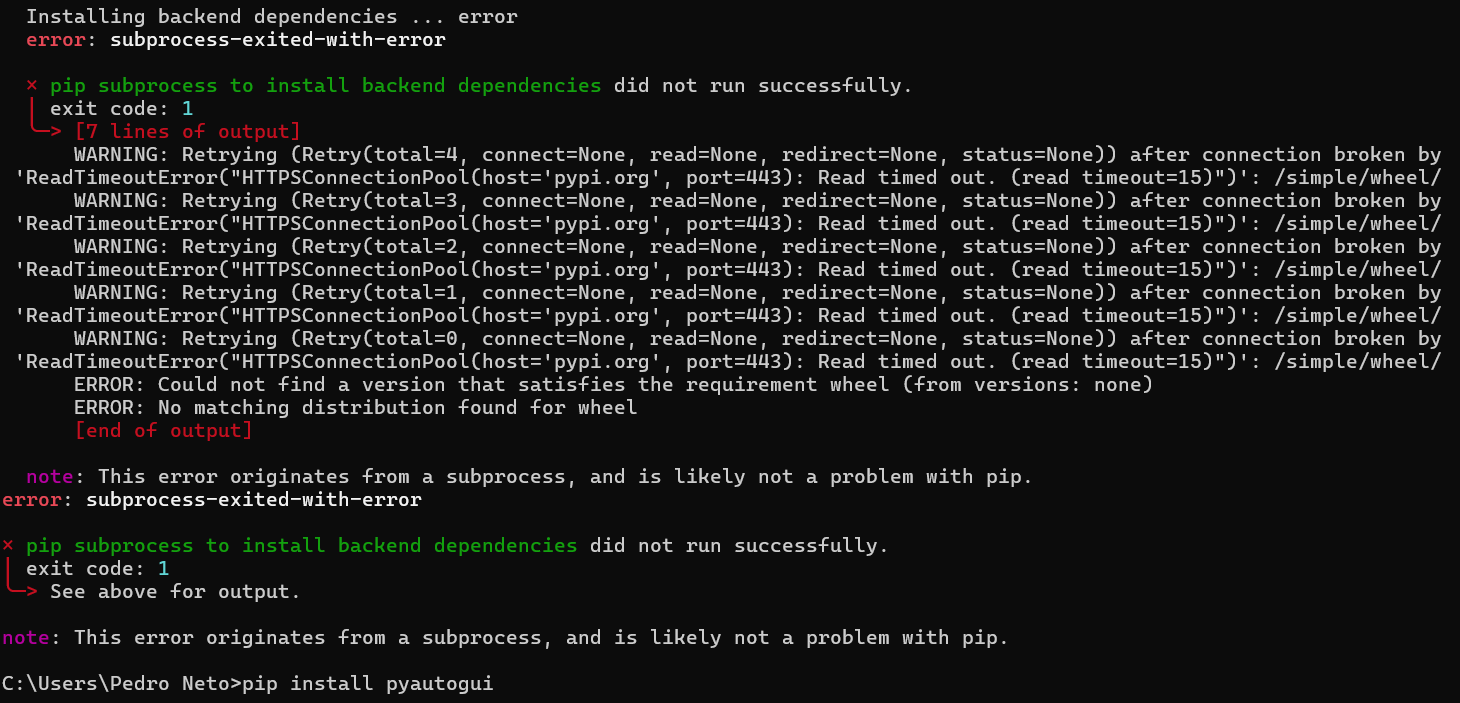 Installing backend dependencies ... error
error: subprocess-exited-with-error
× pip subprocess to install backend dependencies did not run successfully.
│ exit code: 1
╰─> [7 lines of output]
WARNING: Retrying (Retry(total=4, connect=None, read=None, redirect=None, status=None)) after connection broken by
'ReadTimeoutError("HTTPSConnectionPool(host='pypi.org', port=443): Read timed out. (read timeout=15)")': /simple/wheel/
WARNING: Retrying (Retry(total=3, connect=None, read=None, redirect=None, status=None)) after connection broken by
'ReadTimeoutError("HTTPSConnectionPool(host='pypi.org', port=443): Read timed out. (read timeout=15)")': /simple/wheel/
WARNING: Retrying (Retry(total=2, connect=None, read=None, redirect=None, status=None)) after connection broken by
'ReadTimeoutError("HTTPSConnectionPool(host='pypi.org', port=443): Read timed out. (read timeout=15)")': /simple/wheel/
WARNING: Retrying (Retry(total=1, connect=None, read=None, redirect=None, status=None)) after connection broken by
'ReadTimeoutError("HTTPSConnectionPool(host='pypi.org', port=443): Read timed out. (read timeout=15)")': /simple/wheel/
WARNING: Retrying (Retry(total=0, connect=None, read=None, redirect=None, status=None)) after connection broken by
'ReadTimeoutError("HTTPSConnectionPool(host='pypi.org', port=443): Read timed out. (read timeout=15)")': /simple/wheel/
ERROR: Could not find a version that satisfies the requirement wheel (from versions: none)
ERROR: No matching distribution found for wheel
[end of output]
note: This error originates from a subprocess, and is likely not a problem with pip.
error: subprocess-exited-with-error
× pip subprocess to install backend dependencies did not run successfully.
│ exit code: 1
╰─> See above for output.
note: This error originates from a subprocess, and is likely not a problem with pip.
C:\Users\Pedro Neto>pip install pyautogui